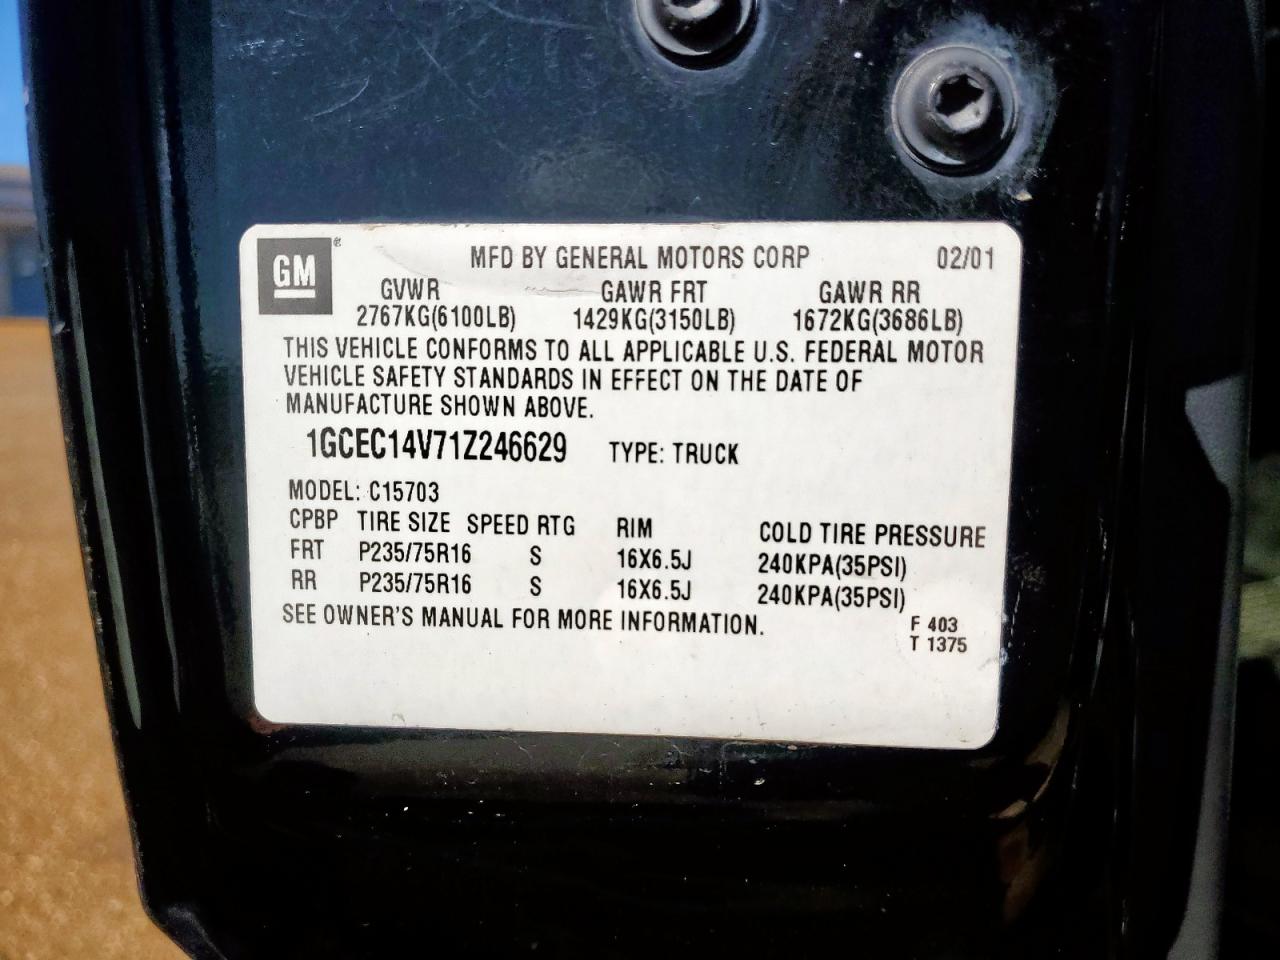 GM ®
MFD BY GENERAL MOTORS CORP 02/01
GVWR GAWR FRT GAWR RR
2767KG(6100LB) 1429KG(3150LB) 1672KG(3686LB)
THIS VEHICLE CONFORMS TO ALL APPLICABLE U.S. FEDERAL MOTOR
VEHICLE SAFETY STANDARDS IN EFFECT ON THE DATE OF
MANUFACTURE SHOWN ABOVE.
1GCEC14V71Z246629 TYPE: TRUCK
MODEL: C15703
CPBP TIRE SIZE SPEED RTG RIM COLD TIRE PRESSURE
FRT P235/75R16 S 16X6.5J 240KPA(35PSI)
RR P235/75R16 S 16X6.5J 240KPA(35PSI)
SEE OWNER'S MANUAL FOR MORE INFORMATION.
F 403
T 1375